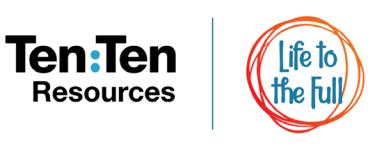 Ten:Ten
Resources
Life to
the Full